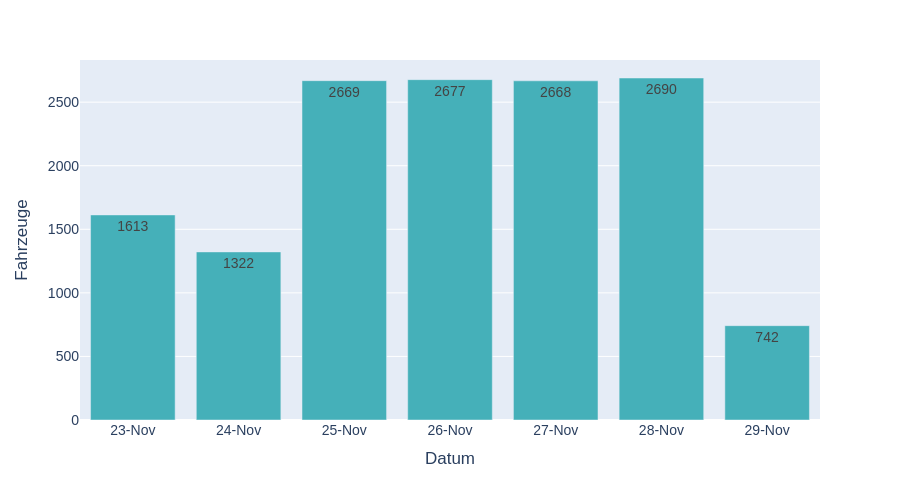 Fahrzeuge
2500
2000
1500
1000
500
0
1613
1322
2669
2677
2668
2690
742
23-Nov
24-Nov
25-Nov
26-Nov
27-Nov
28-Nov
29-Nov
Datum